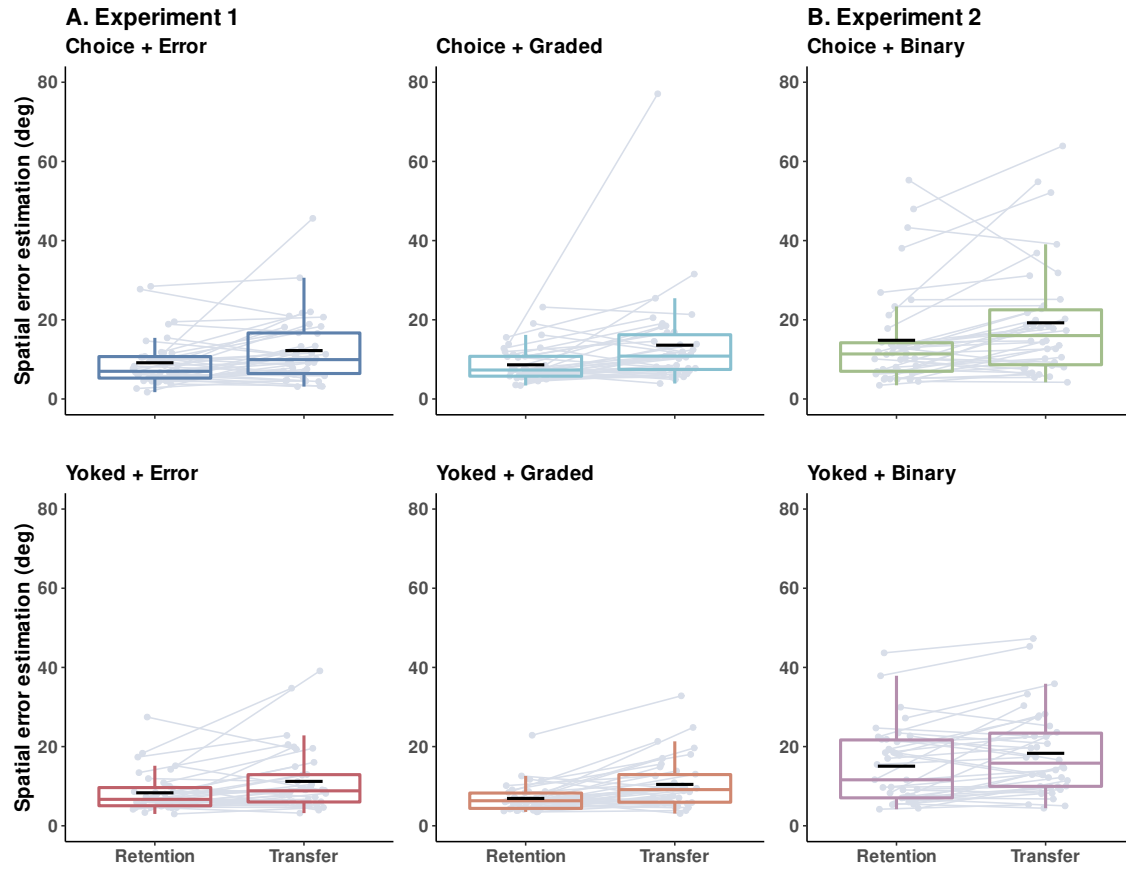 A. Experiment 1
B. Experiment 2
Choice + Error
Choice + Graded
Choice + Binary
Spatial error estimation (deg)
80
60
40
20
0
80
60
40
20
0
80
60
40
20
0
Yoked + Error
Yoked + Graded
Yoked + Binary
Spatial error estimation (deg)
80
60
40
20
0
80
60
40
20
0
80
60
40
20
0
Retention Transfer
Retention Transfer
Retention Transfer